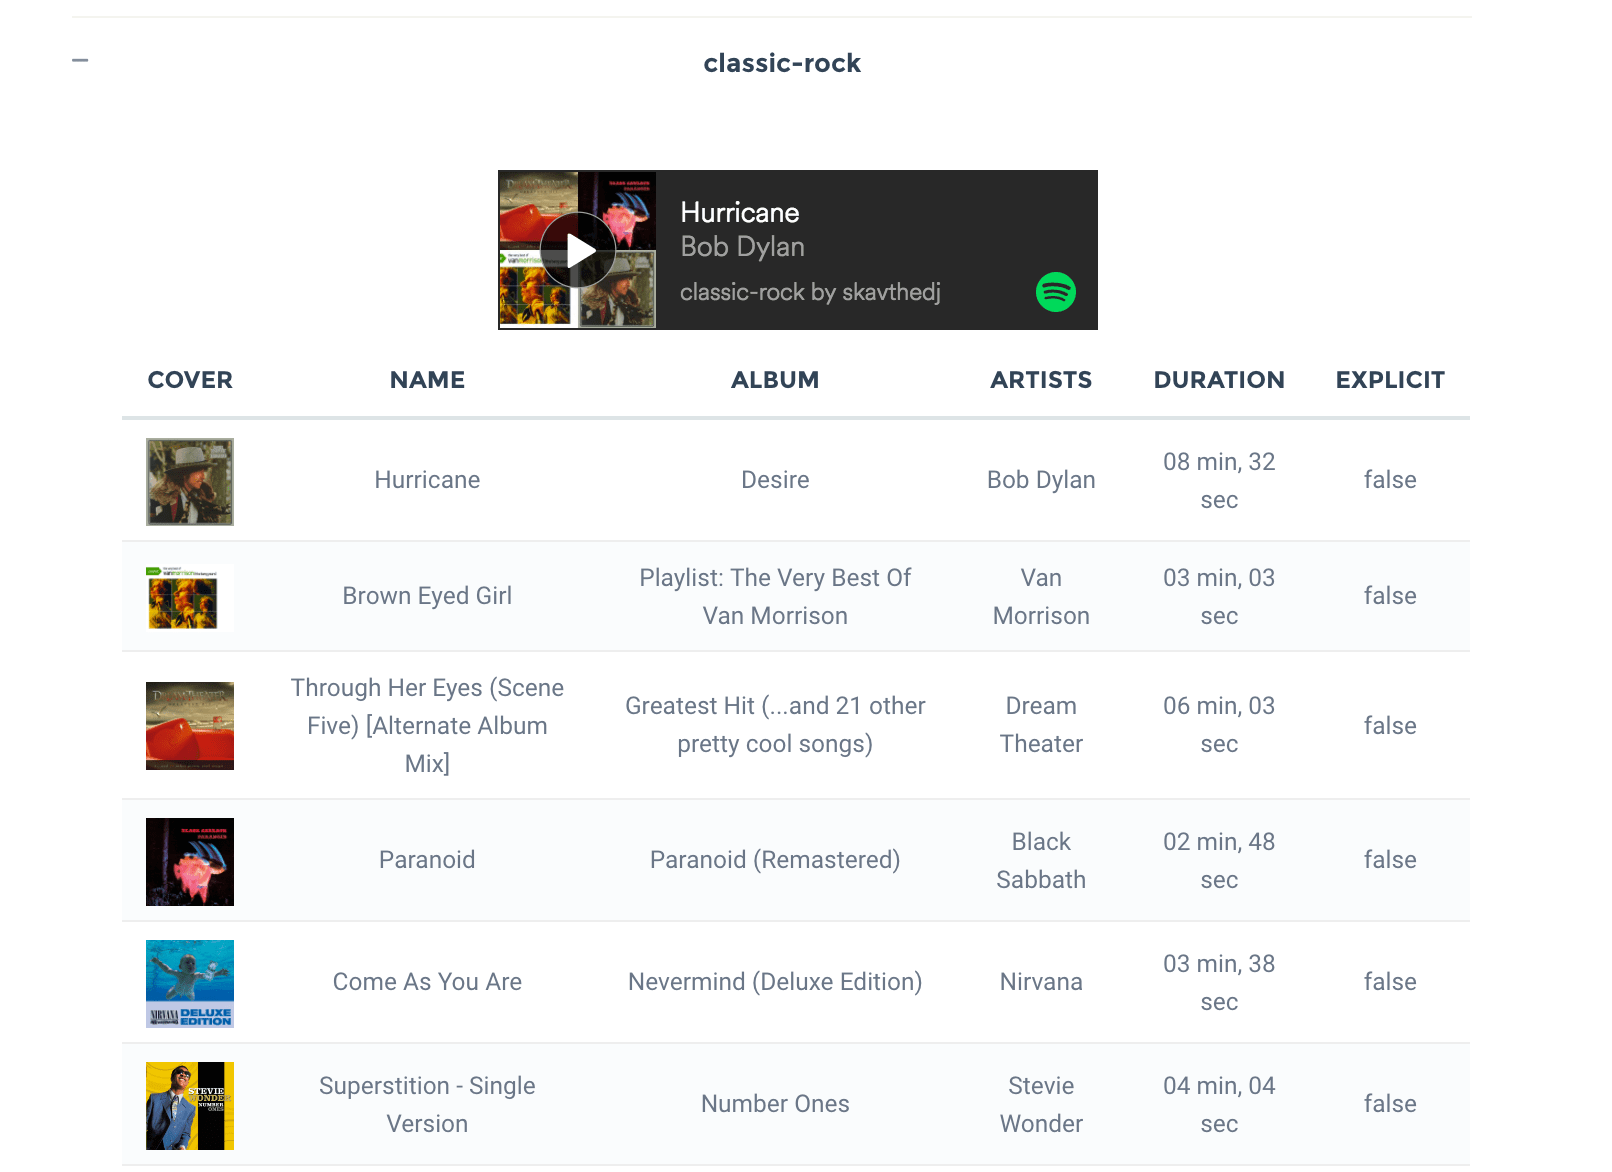 classic-rock
Hurricane
Bob Dylan
classic-rock by skavthedj
COVER NAME ALBUM ARTISTS DURATION EXPLICIT
Hurricane Desire Bob Dylan 08 min, 32 sec false
Brown Eyed Girl Playlist: The Very Best Of Van Morrison Van Morrison 03 min, 03 sec false
Through Her Eyes (Scene Five) [Alternate Album Mix] Greatest Hit (...and 21 other pretty cool songs) Dream Theater 06 min, 03 sec false
Paranoid Paranoid (Remastered) Black Sabbath 02 min, 48 sec false
NIRVANA DELUXE EDITION
Come As You Are Nevermind (Deluxe Edition) Nirvana 03 min, 38 sec false
STEVIE WONDER NUMBER ONES
Superstition - Single Version Number Ones Stevie Wonder 04 min, 04 sec false